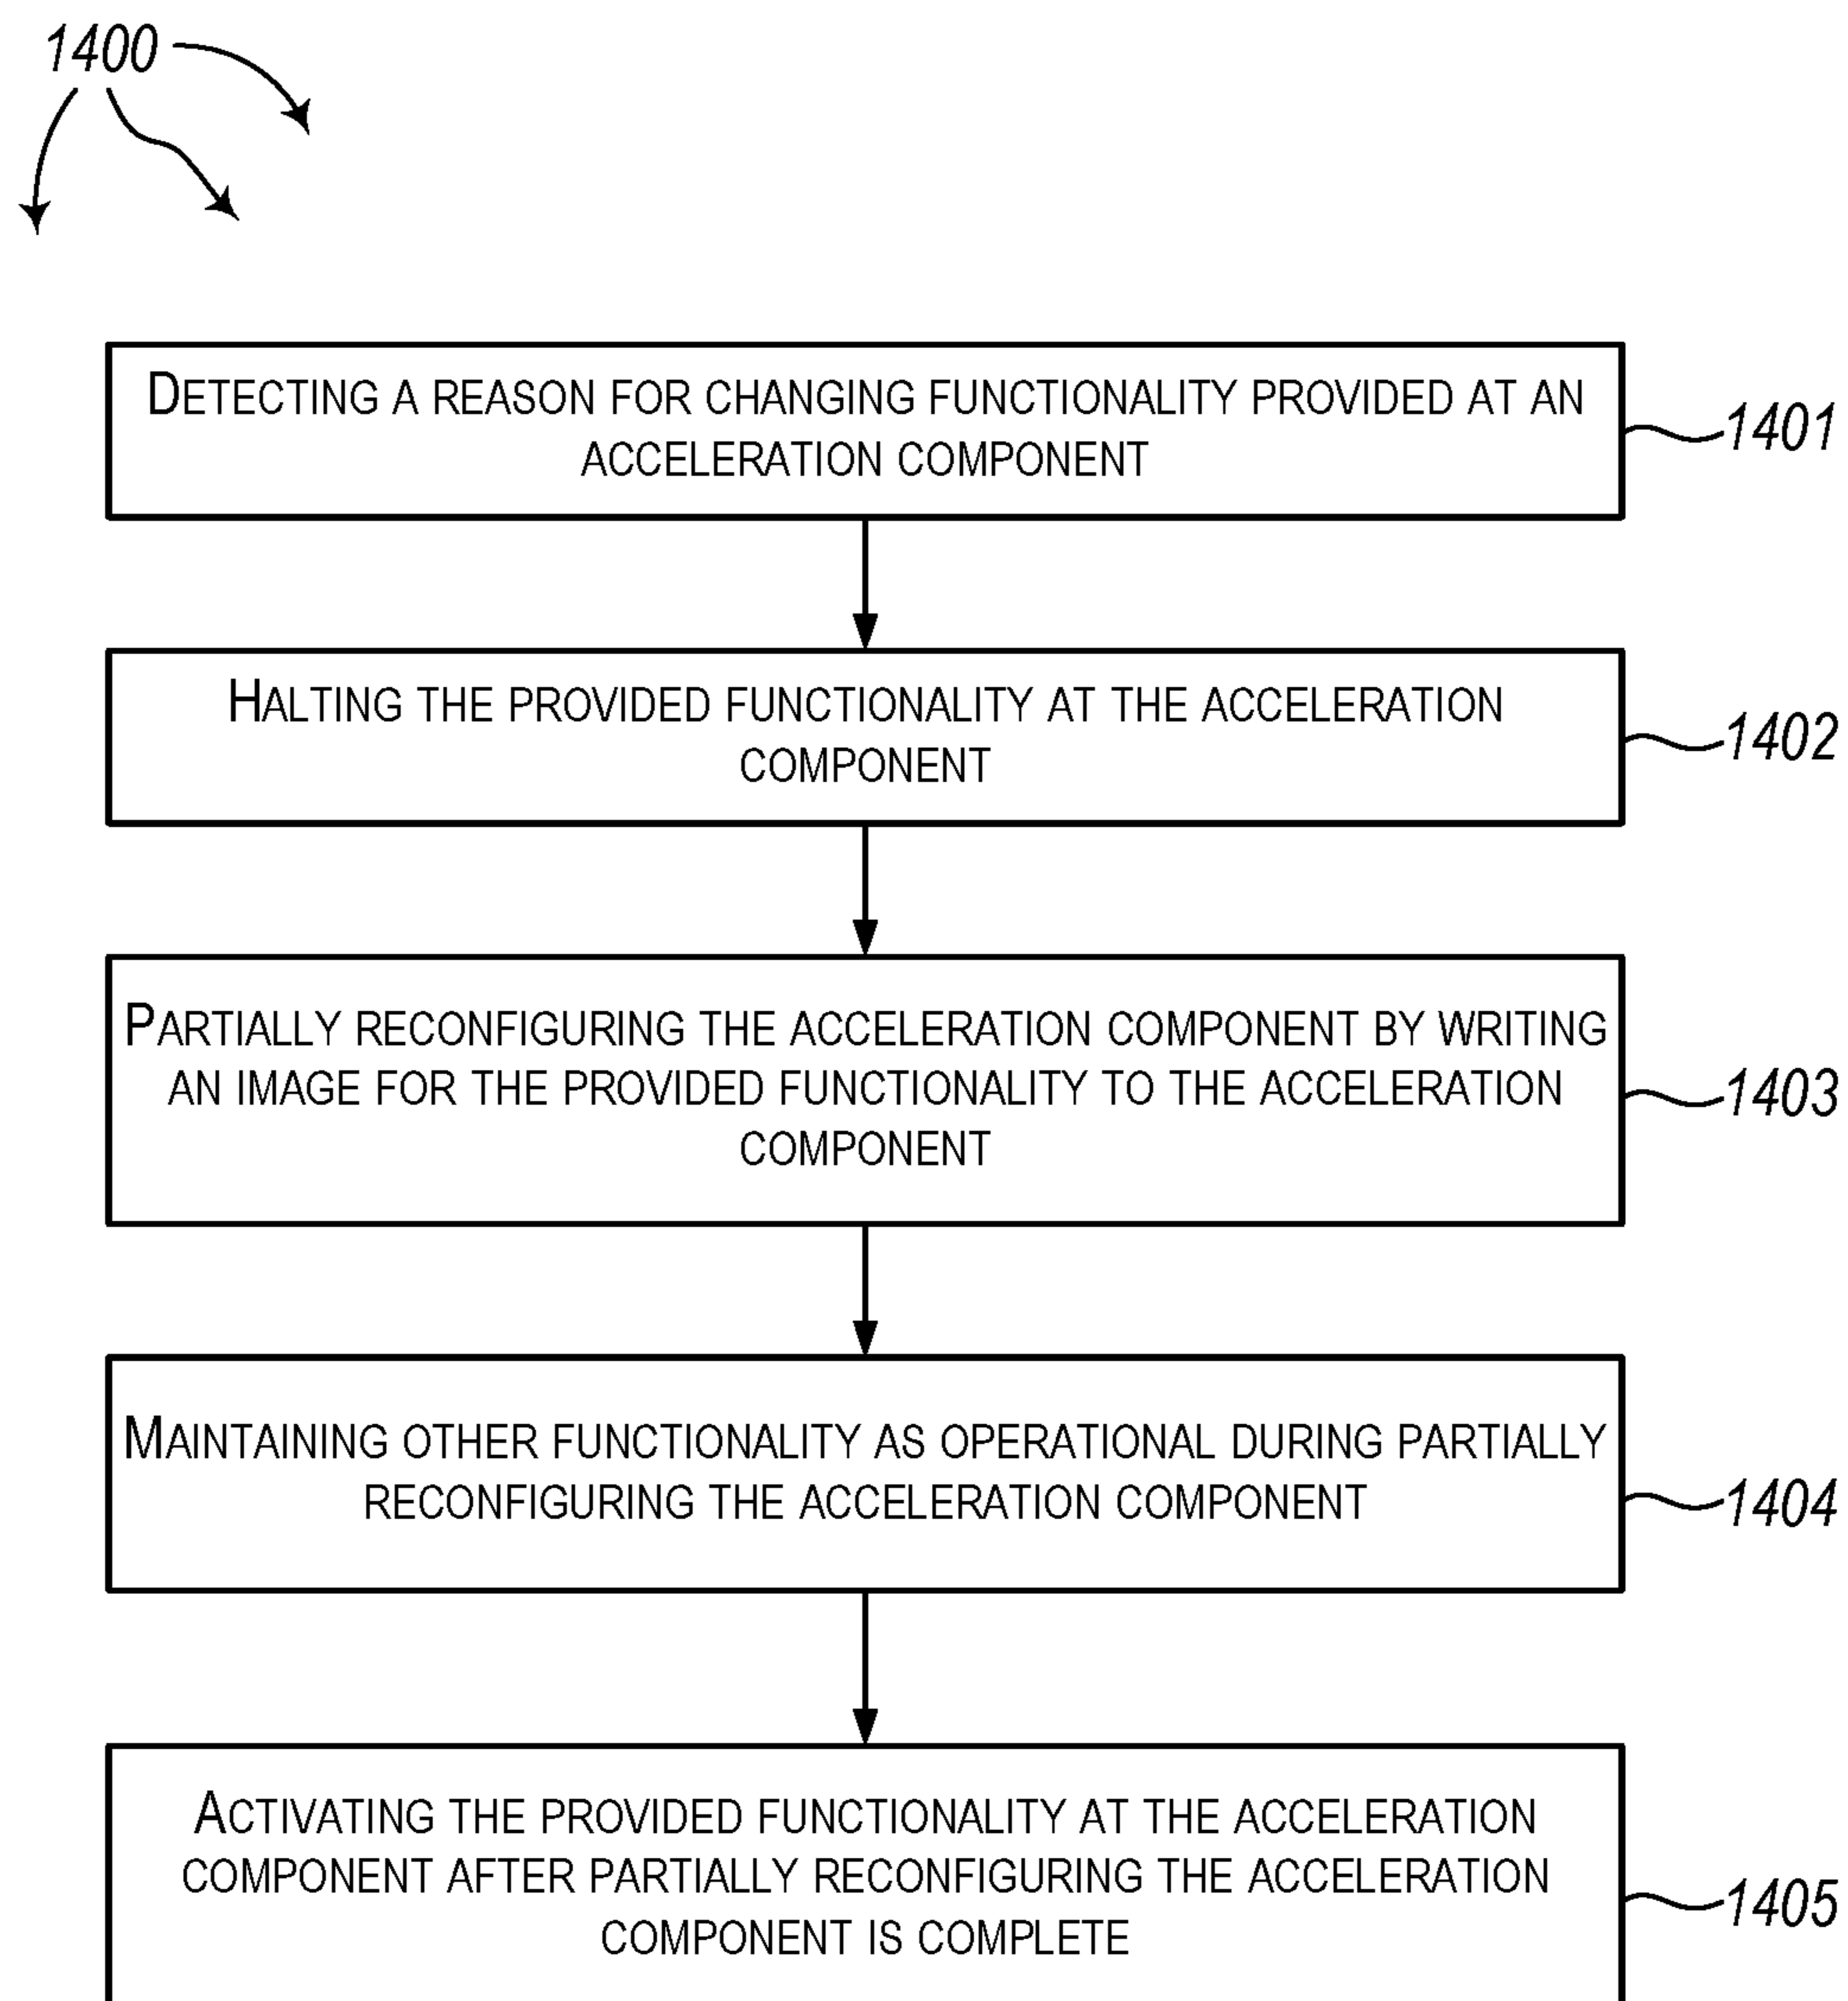 1400
DETECTING A REASON FOR CHANGING FUNCTIONALITY PROVIDED AT AN
ACCELERATION COMPONENT
1401
HALTING THE PROVIDED FUNCTIONALITY AT THE ACCELERATION
COMPONENT
1402
PARTIALLY RECONFIGURING THE ACCELERATION COMPONENT BY WRITING
AN IMAGE FOR THE PROVIDED FUNCTIONALITY TO THE ACCELERATION
COMPONENT
1403
MAINTAINING OTHER FUNCTIONALITY AS OPERATIONAL DURING PARTIALLY
RECONFIGURING THE ACCELERATION COMPONENT
1404
ACTIVATING THE PROVIDED FUNCTIONALITY AT THE ACCELERATION
COMPONENT AFTER PARTIALLY RECONFIGURING THE ACCELERATION
COMPONENT IS COMPLETE
1405